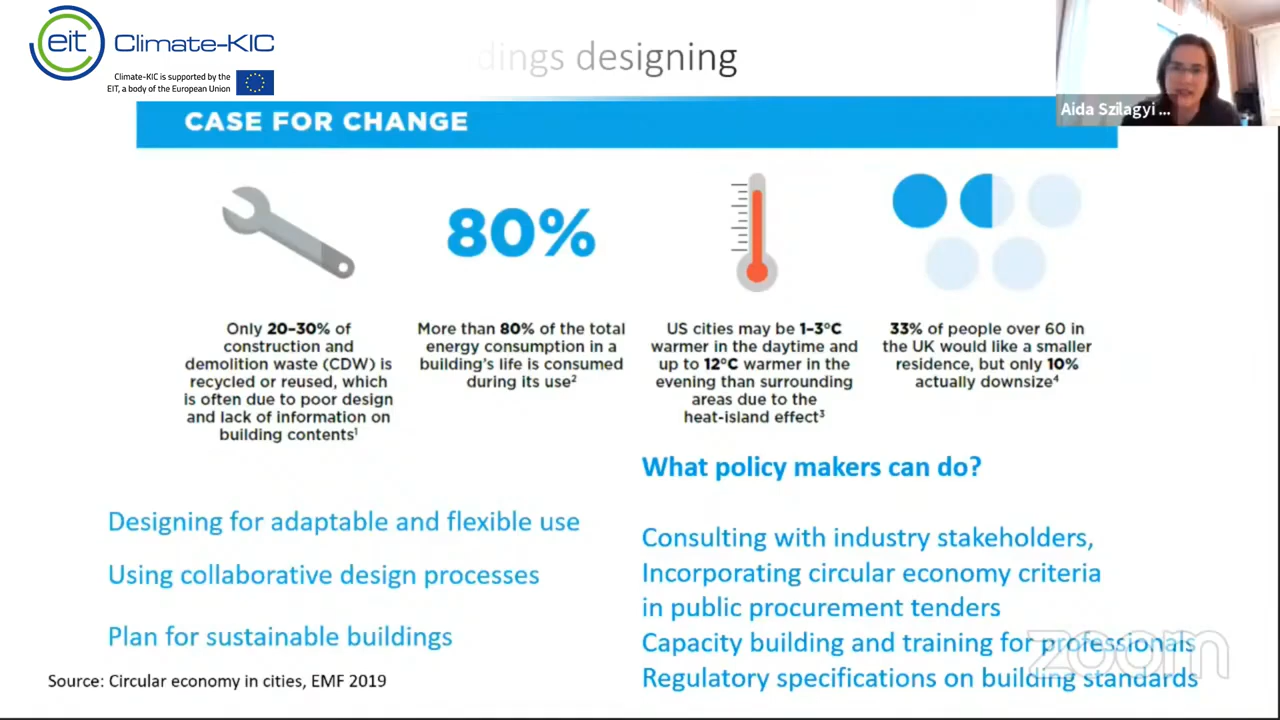 eit Climate-KIC
Climate-KIC is supported by the
EIT, a body of the European Union
designing
Aida Szilagyi ...
CASE FOR CHANGE
80%
Only 20–30% of
construction and
demolition waste (CDW) is
recycled or reused, which
is often due to poor design
and lack of information on
building contents¹
More than 80% of the total
energy consumption in a
building's life is consumed
during its use²
US cities may be 1–3°C
warmer in the daytime and
up to 12°C warmer in the
evening than surrounding
areas due to the
heat-island effect³
33% of people over 60 in
the UK would like a smaller
residence, but only 10%
actually downsize⁴
Designing for adaptable and flexible use
Using collaborative design processes
Plan for sustainable buildings
Source: Circular economy in cities, EMF 2019
What policy makers can do?
Consulting with industry stakeholders,
Incorporating circular economy criteria
in public procurement tenders
Capacity building and training for professionals
Regulatory specifications on building standards
zoom